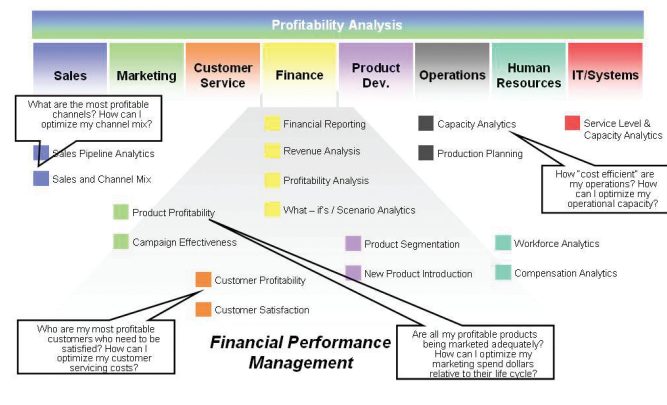 Profitability Analysis
Sales
Marketing
Customer
Service
Finance
Product
Dev.
Operations
Human
Resources
IT/Systems
What are the most profitable
channels? How can I
optimize my channel mix?
Sales Pipeline Analytics
Sales and Channel Mix
Financial Reporting
Revenue Analysis
Profitability Analysis
What – if's / Scenario Analytics
Capacity Analytics
Production Planning
Service Level &
Capacity Analytics
How "cost efficient" are
my operations? How
can I optimize my
operational capacity?
Product Profitability
Campaign Effectiveness
Product Segmentation
New Product Introduction
Workforce Analytics
Compensation Analytics
Customer Profitability
Customer Satisfaction
Who are my most profitable
customers who need to be
satisfied? How can I
optimize my customer
servicing costs?
Financial Performance
Management
Are all my profitable products
being marketed adequately?
How can I optimize my
marketing spend dollars
relative to their life cycle?